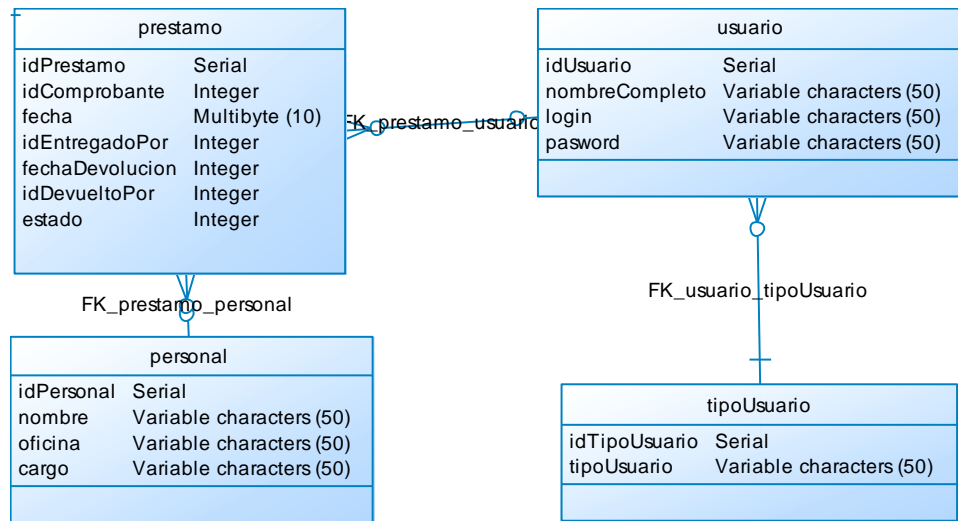 prestamo
idPrestamo Serial
idComprobante Integer
fecha Multibyte (10)
idEntregadoPor Integer
fechaDevolucion Integer
idDevueltoPor Integer
estado Integer
FK_prestamo_usuario
usuario
idUsuario Serial
nombreCompleto Variable characters (50)
login Variable characters (50)
pasword Variable characters (50)
FK_prestamo_personal
FK_usuario_tipoUsuario
personal
idPersonal Serial
nombre Variable characters (50)
oficina Variable characters (50)
cargo Variable characters (50)
tipoUsuario
idTipoUsuario Serial
tipoUsuario Variable characters (50)